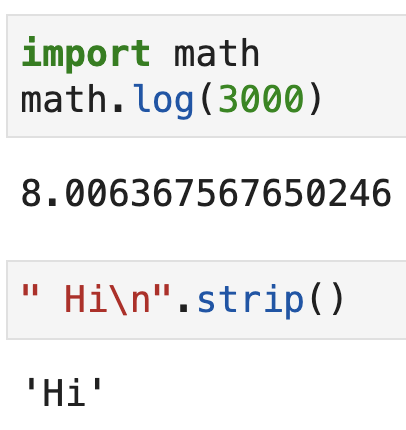 import math
math.log(3000)
8.006367567650246
" Hi\n".strip()
'Hi'